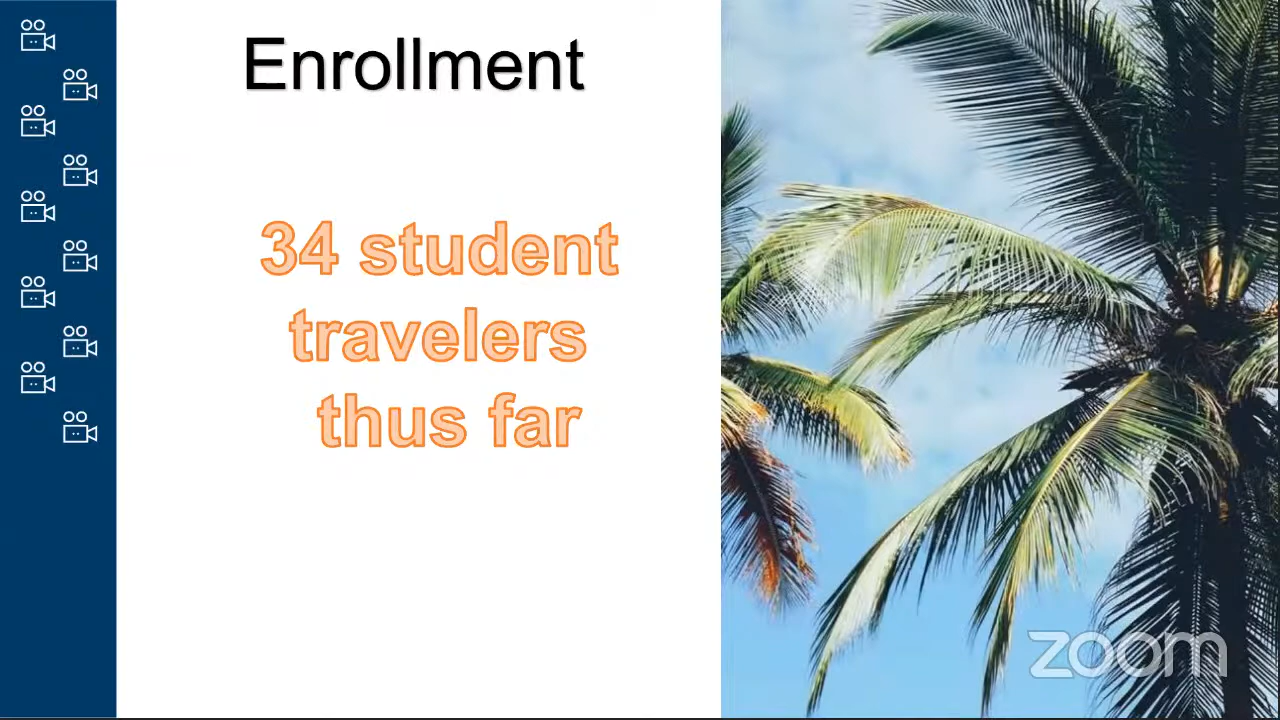 Enrollment
34 student
travelers
thus far
zoom